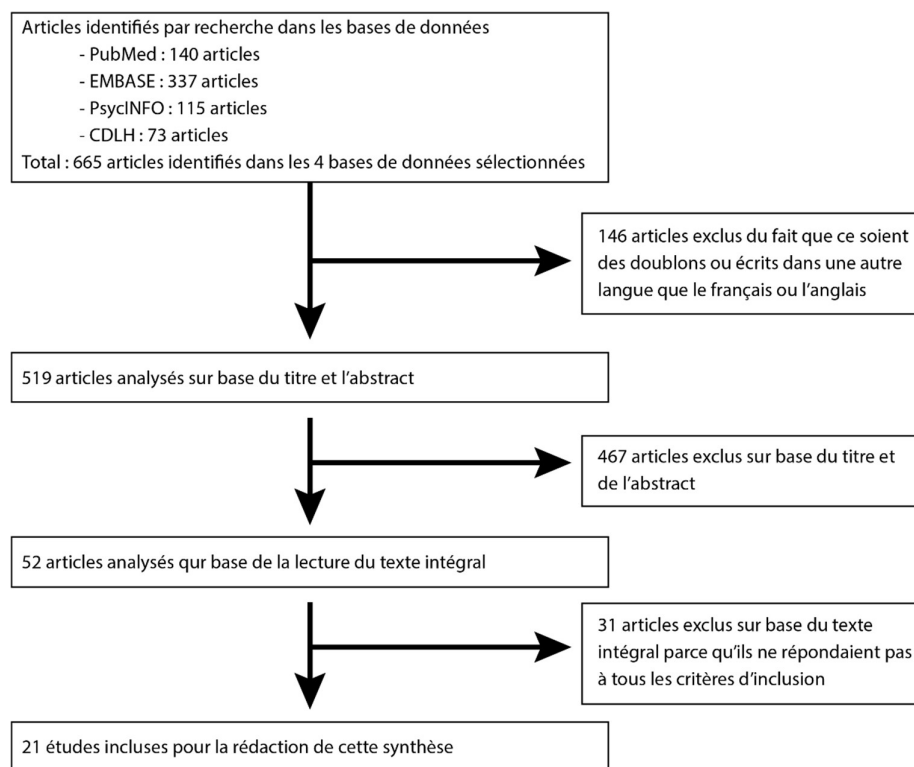 Articles identifiés par recherche dans les bases de données
- PubMed : 140 articles
- EMBASE : 337 articles
- PsycINFO : 115 articles
- CDLH : 73 articles
Total : 665 articles identifiés dans les 4 bases de données sélectionnées
146 articles exclus du fait que ce soient
des doublons ou écrits dans une autre
langue que le français ou l’anglais
519 articles analysés sur base du titre et l’abstract
467 articles exclus sur base du titre et
de l’abstract
52 articles analysés qur base de la lecture du texte intégral
31 articles exclus sur base du texte
intégral parce qu’ils ne répondaient pas
à tous les critères d’inclusion
21 études incluses pour la rédaction de cette synthèse